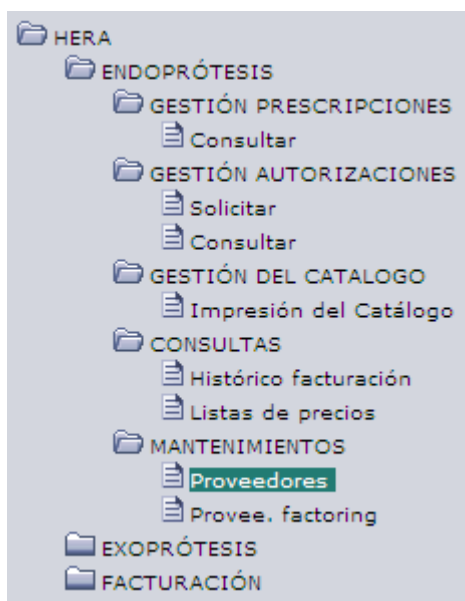 HERA
ENDOPRÓTESIS
GESTIÓN PRESCRIPCIONES
Consultar
GESTIÓN AUTORIZACIONES
Solicitar
Consultar
GESTIÓN DEL CATALOGO
Impresión del Catálogo
CONSULTAS
Histórico facturación
Listas de precios
MANTENIMIENTOS
Proveedores
Provee. factoring
EXOPRÓTESIS
FACTURACIÓN